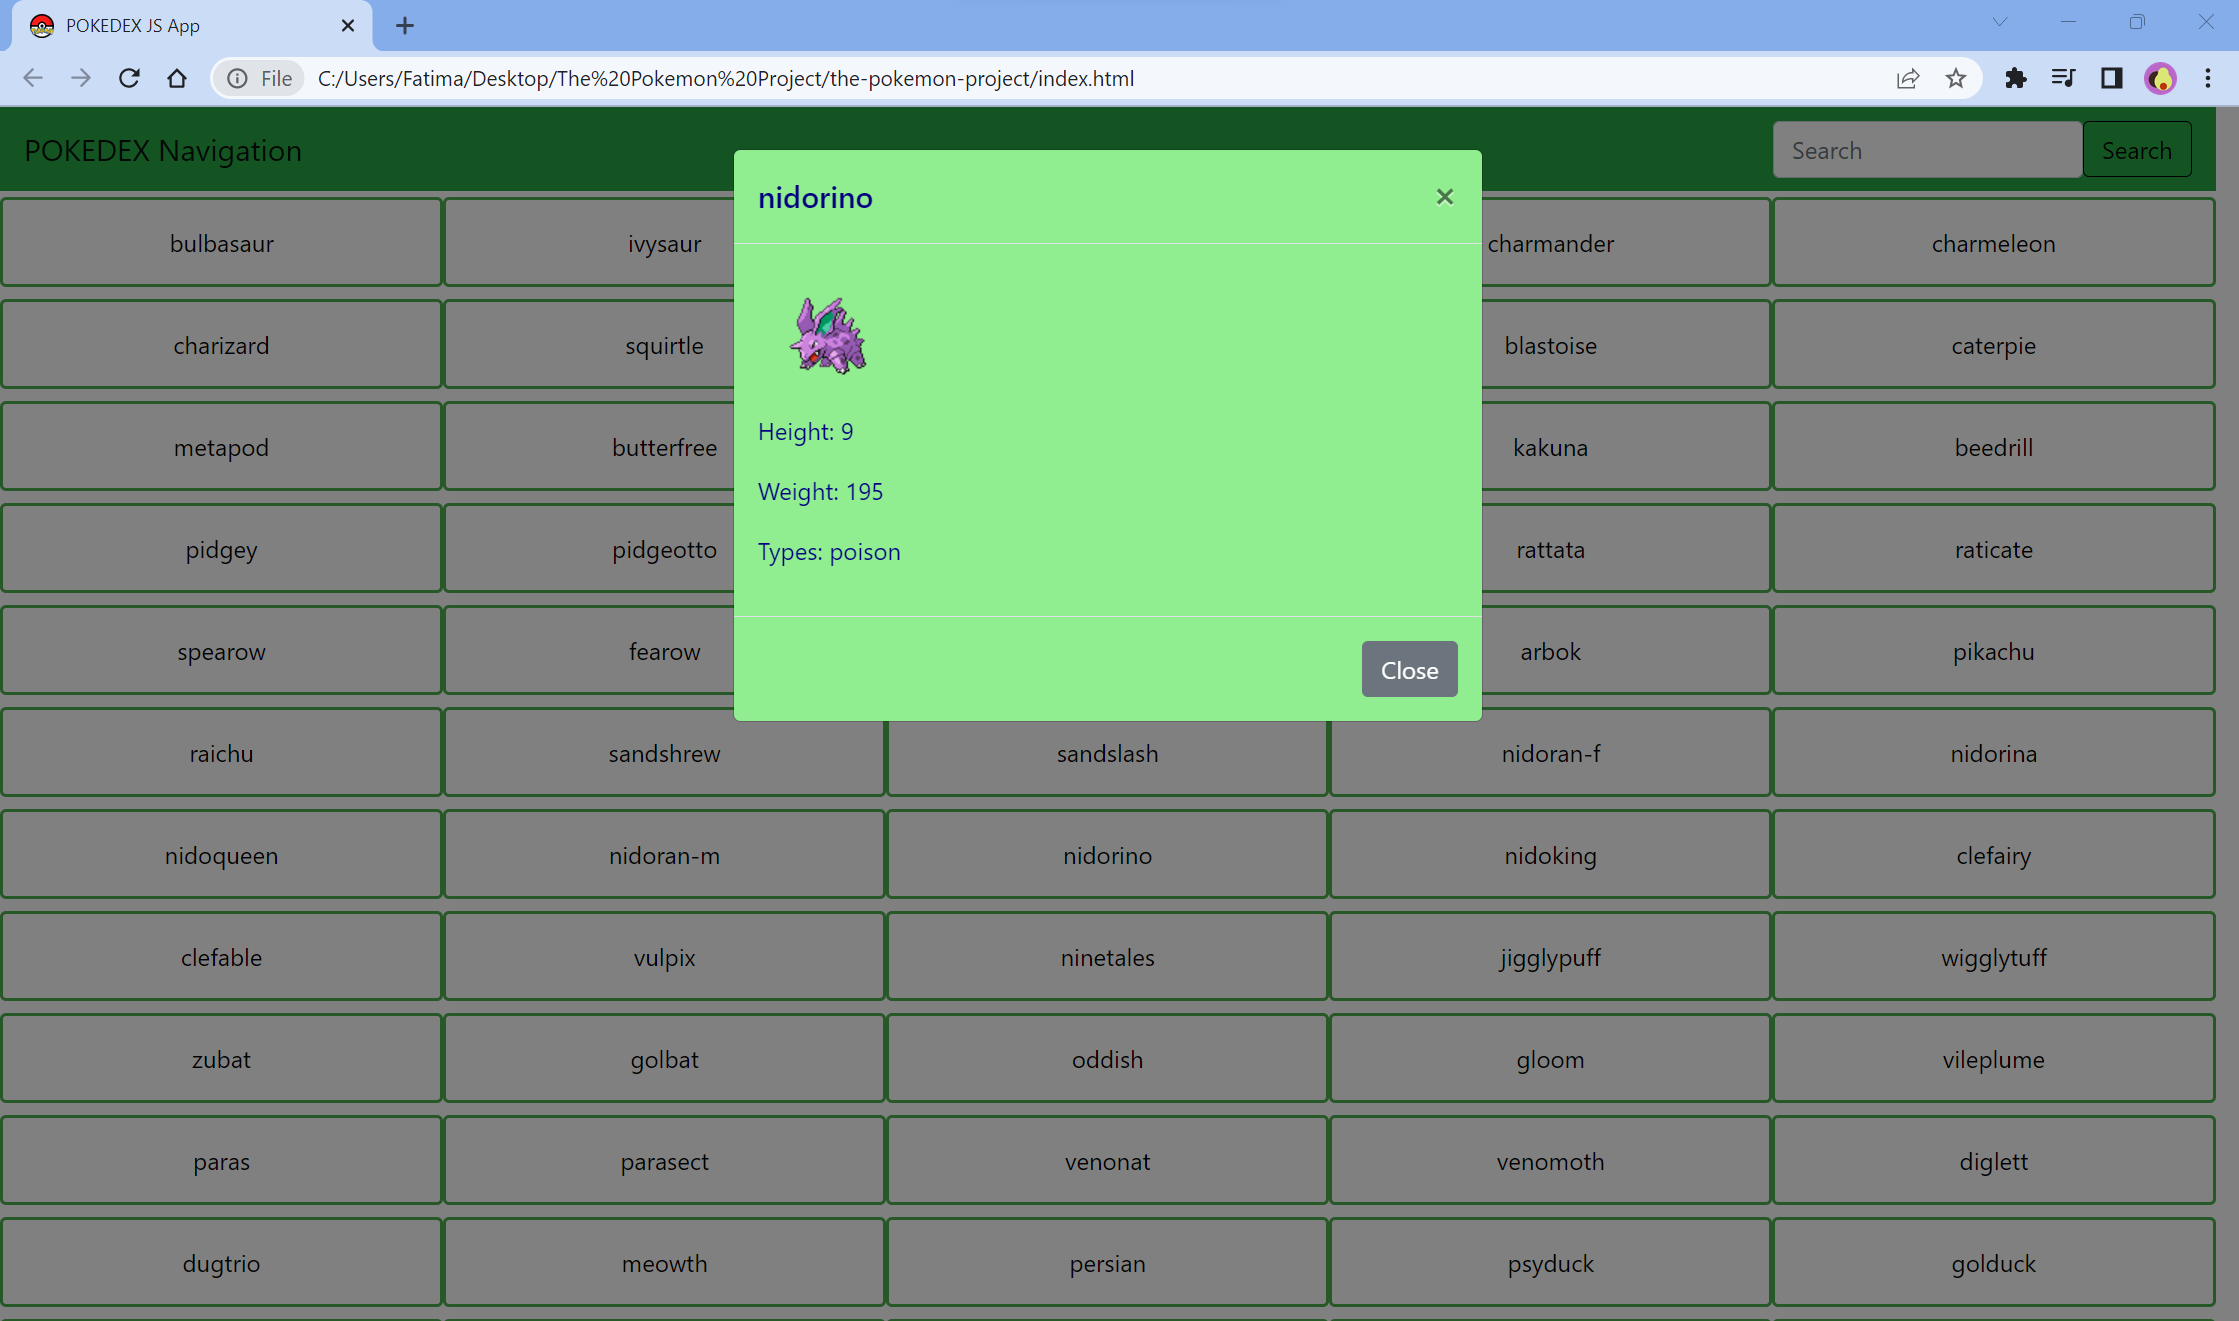 POKEDEX JS App
File C:/Users/Fatima/Desktop/The%20Pokemon%20Project/the-pokemon-project/index.html
POKEDEX Navigation
Search Search
nidorino
Height: 9
Weight: 195
Types: poison
Close
bulbasaur ivysaur charmander charmeleon
charizard squirtle blastoise caterpie
metapod butterfree kakuna beedrill
pidgey pidgeotto rattata raticate
spearow fearow arbok pikachu
raichu sandshrew sandslash nidoran-f nidorina
nidoqueen nidoran-m nidorino nidoking clefairy
clefable vulpix ninetales jigglypuff wigglytuff
zubat golbat oddish gloom vileplume
paras parasect venonat venomoth diglett
dugtrio meowth persian psyduck golduck